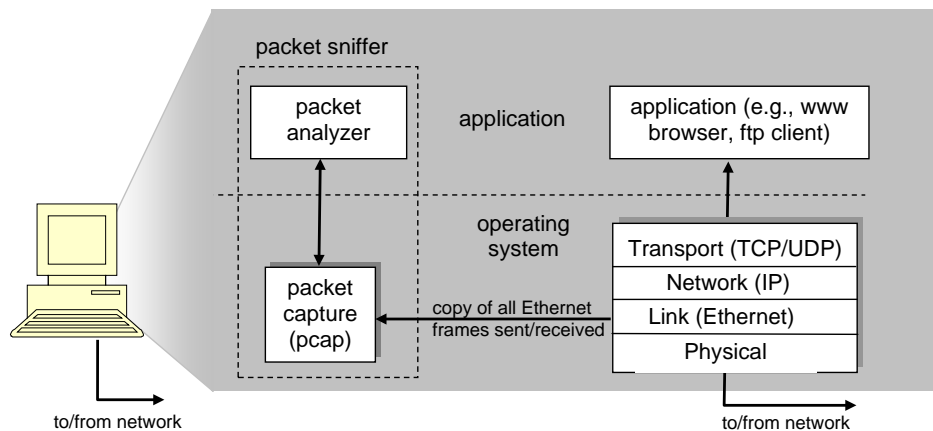 packet sniffer
packet
analyzer
application
application (e.g., www
browser, ftp client)
operating
system
packet
capture
(pcap)
copy of all Ethernet
frames sent/received
Transport (TCP/UDP)
Network (IP)
Link (Ethernet)
Physical
to/from network
to/from network